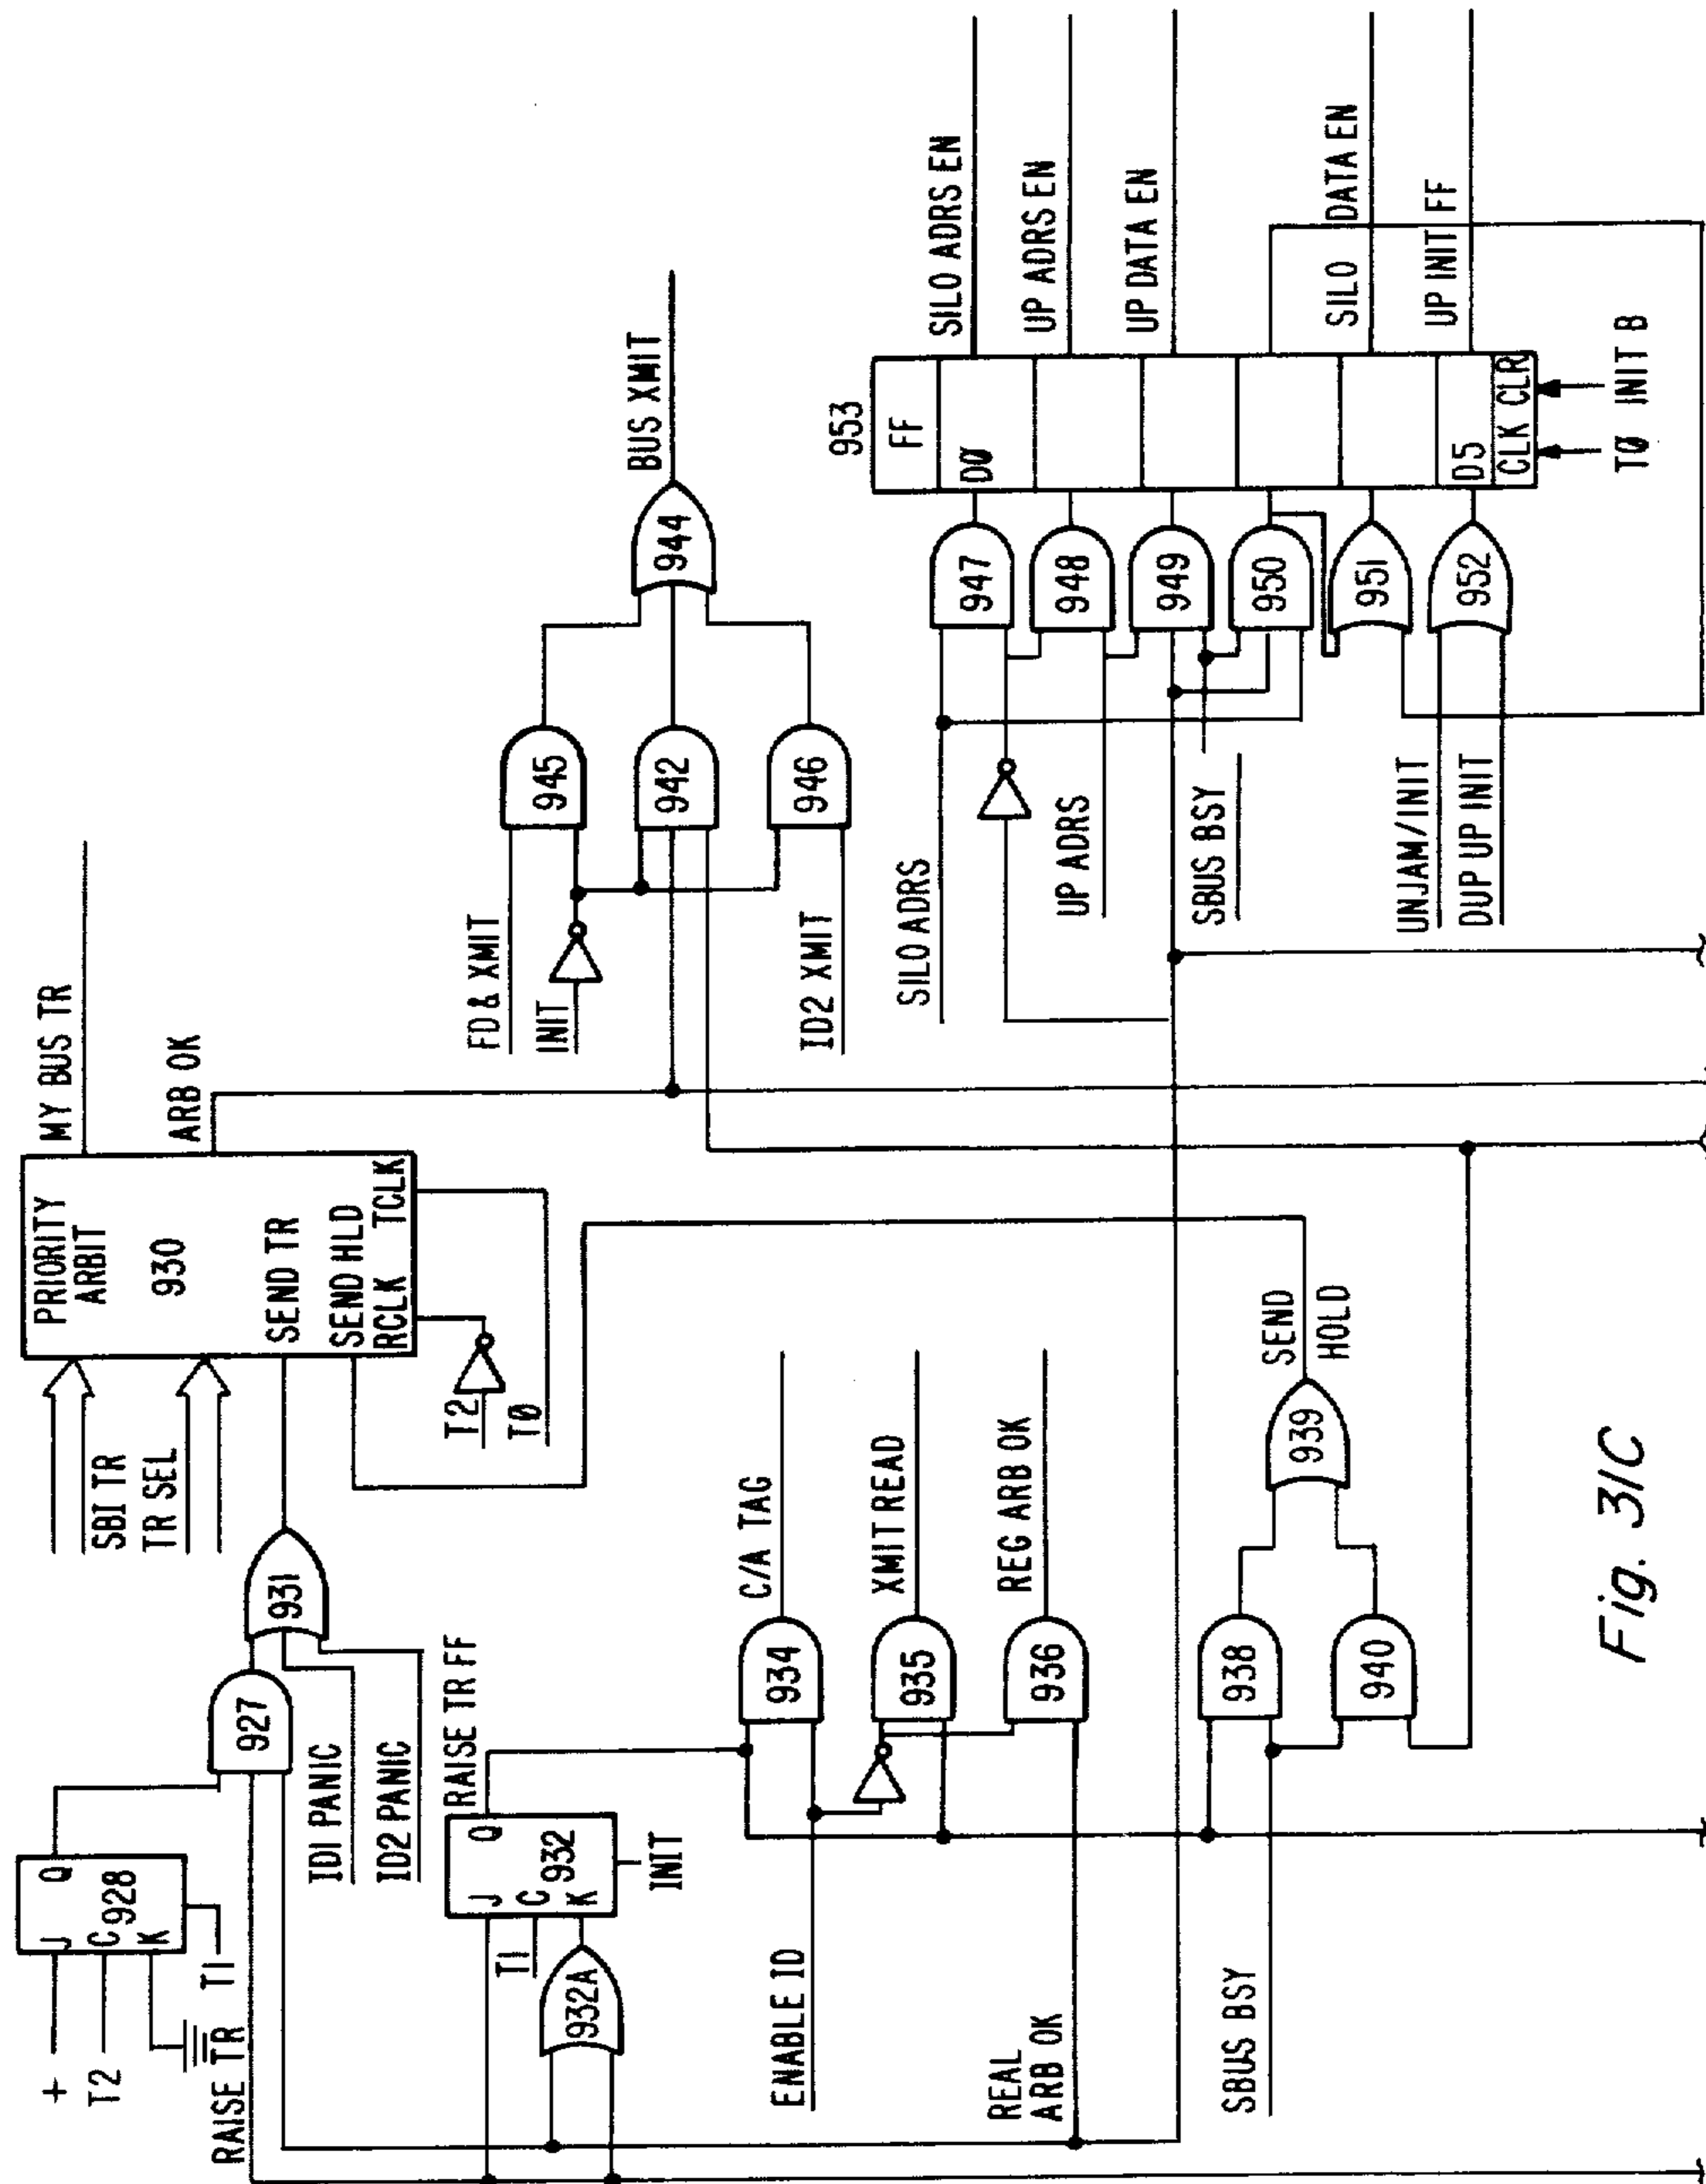 +
T2
J
C
K
Q
928
T1
RAISE TR
927
ID1 PANIC
ID2 PANIC
931
SBI TR
TR SEL
PRIORITY
ARBIT
930
SEND TR
SEND HLD
RCLK TCLK
T2
TØ
MY BUS TR
ARB OK
RAISE TR FF
J
C
K
Q
932
INIT
T1
932A
ENABLE ID
REAL
ARB OK
934
935
936
C/A TAG
XMIT READ
REG ARB OK
SBUS BSY
938
940
939
SEND
HOLD
FD & XMIT
INIT
ID2 XMIT
945
942
946
944
BUS XMIT
SILO ADRS
UP ADRS
SBUS BSY
UNJAM/INIT
DUP UP INIT
947
948
949
950
951
952
953
FF
DØ
D5
CLK CLR
TØ INIT B
SILO ADRS EN
UP ADRS EN
UP DATA EN
SILO DATA EN
UP INIT FF
Fig. 31C